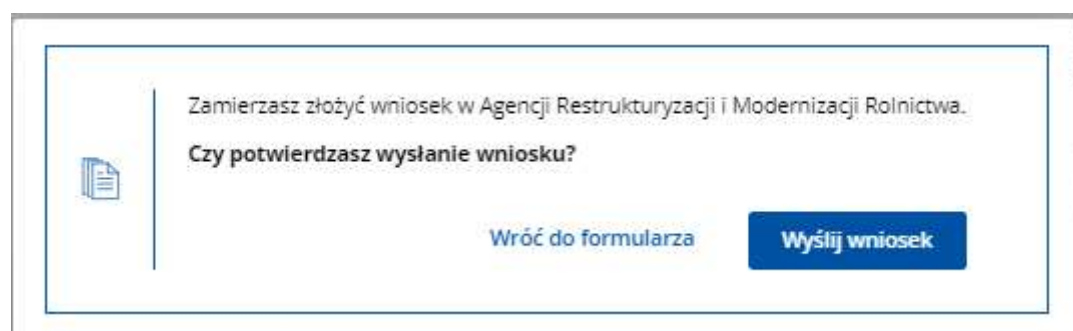 Zamierzasz złożyć wniosek w Agencji Restrukturyzacji i Modernizacji Rolnictwa.
Czy potwierdzasz wysłanie wniosku?
Wróć do formularza
Wyślij wniosek